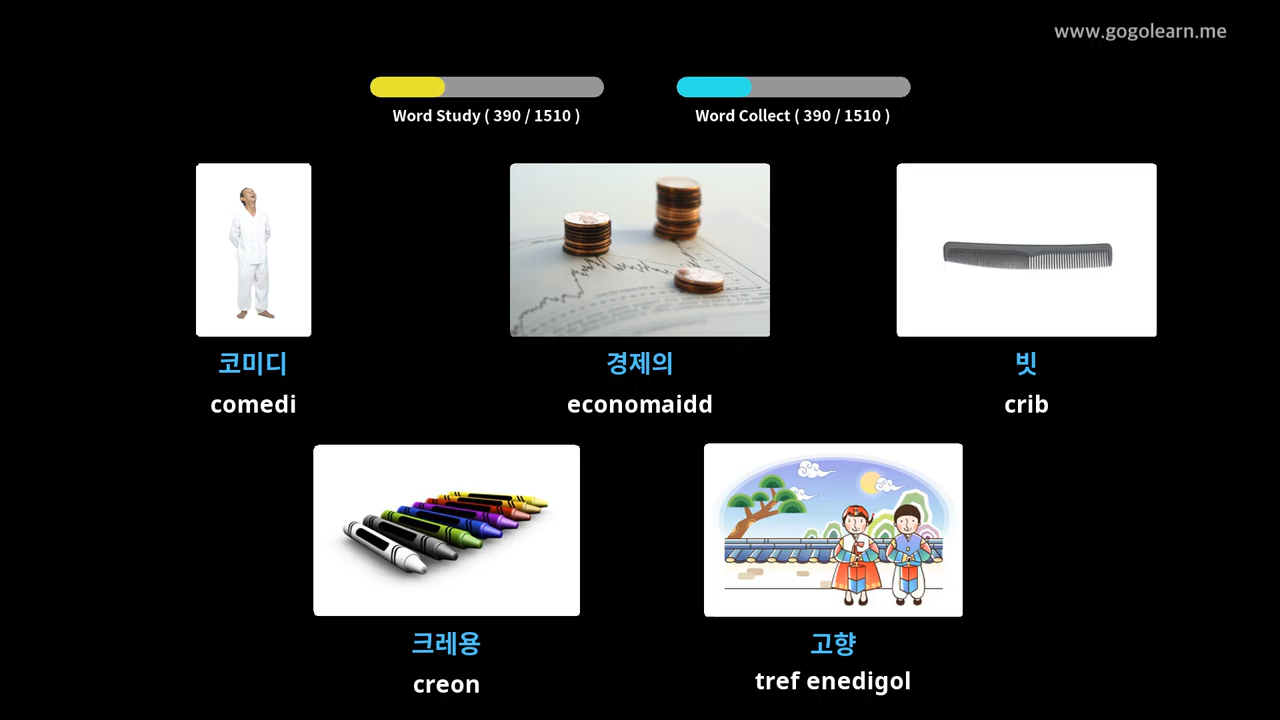 www.gogolearn.me
Word Study ( 390 / 1510 )
Word Collect ( 390 / 1510 )
코미디
comedi
경제의
economaidd
빗
crib
크레용
creon
고향
tref enedigol